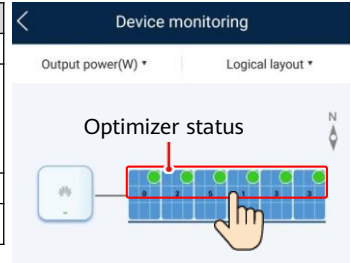 Device monitoring
Output power(W) Logical layout
Optimizer status
N
0 2 5 1 3 3